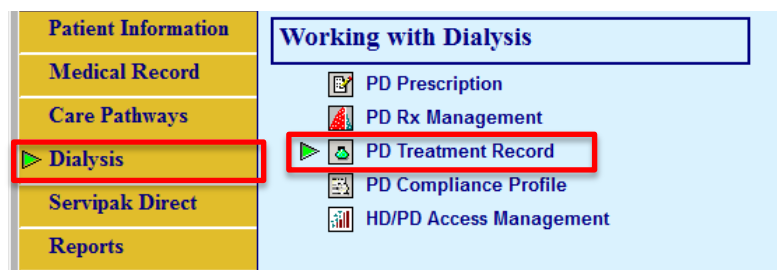 Patient Information
Medical Record
Care Pathways
Dialysis
Servipak Direct
Reports
Working with Dialysis
PD Prescription
PD Rx Management
PD Treatment Record
PD Compliance Profile
HD/PD Access Management